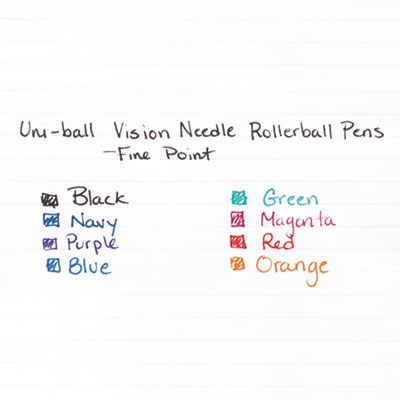 Uni-ball Vision Needle Rollerball Pens
-Fine Point
Black
Navy
Purple
Blue
Green
Magenta
Red
Orange